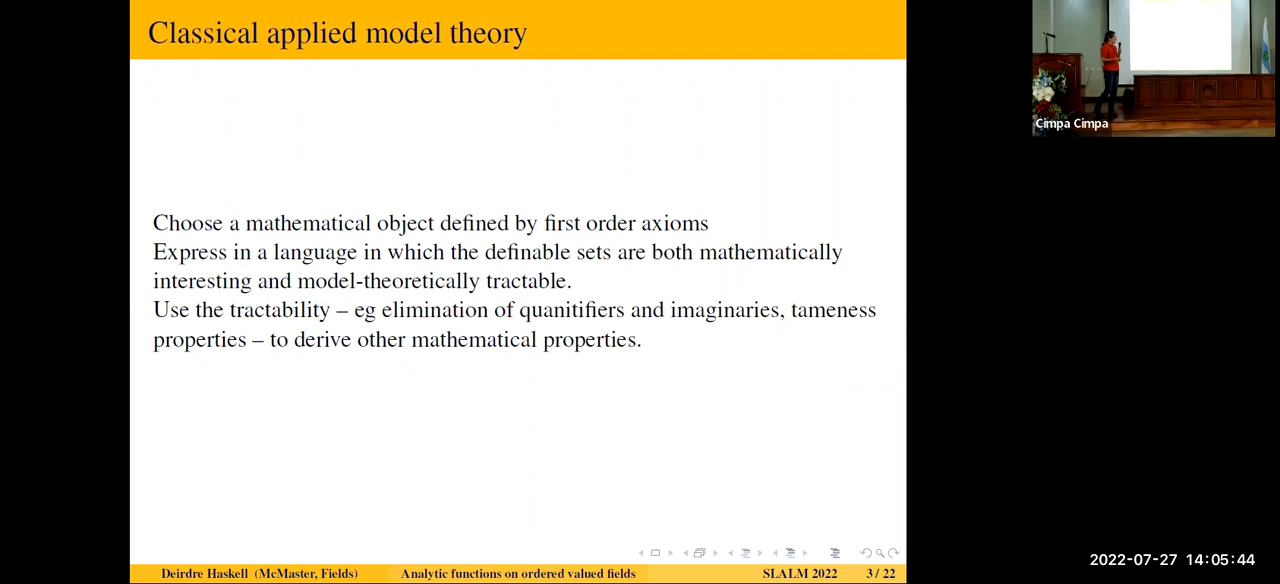 Classical applied model theory
Cimpa Cimpa
Choose a mathematical object defined by first order axioms
Express in a language in which the definable sets are both mathematically
interesting and model-theoretically tractable.
Use the tractability – eg elimination of quanitifiers and imaginaries, tameness
properties – to derive other mathematical properties.
Deirdre Haskell (McMaster, Fields) Analytic functions on ordered valued fields SLALM 2022 3 / 22
2022-07-27 14:05:44